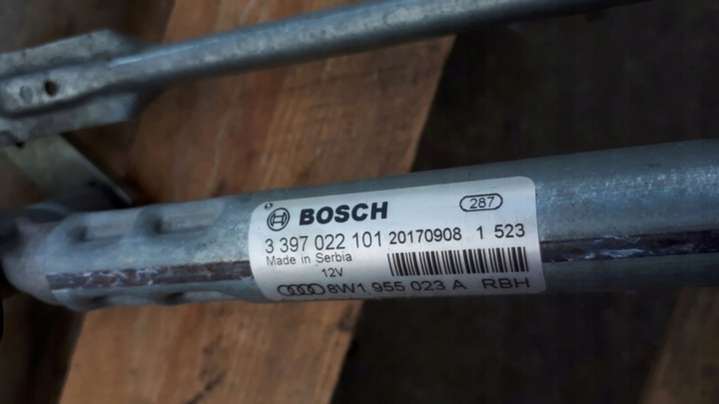 BOSCH 287
3 397 022 101 20170908 1 523
Made in Serbia
12V
8W1 955 023 A RBH